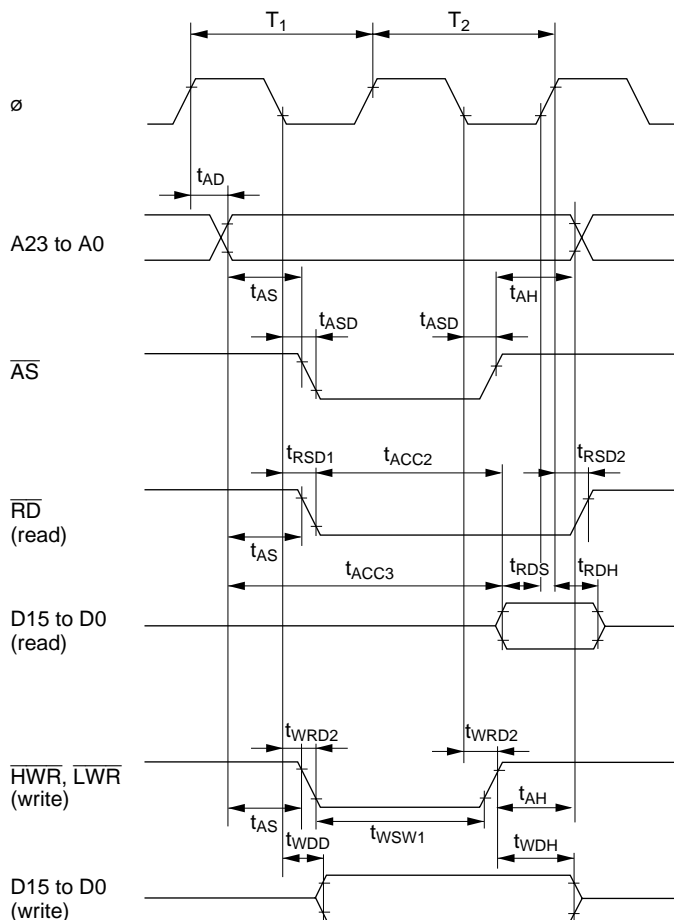 T1 T2
ø
tAD
A23 to A0
tAS tAH
tASD tASD
AS
tRSD1 tACC2 tRSD2
RD
(read)
tAS
tACC3 tRDS tRDH
D15 to D0
(read)
tWRD2 tWRD2
HWR, LWR
(write)
tAS tAH
tWSW1
tWDD tWDH
D15 to D0
(write)